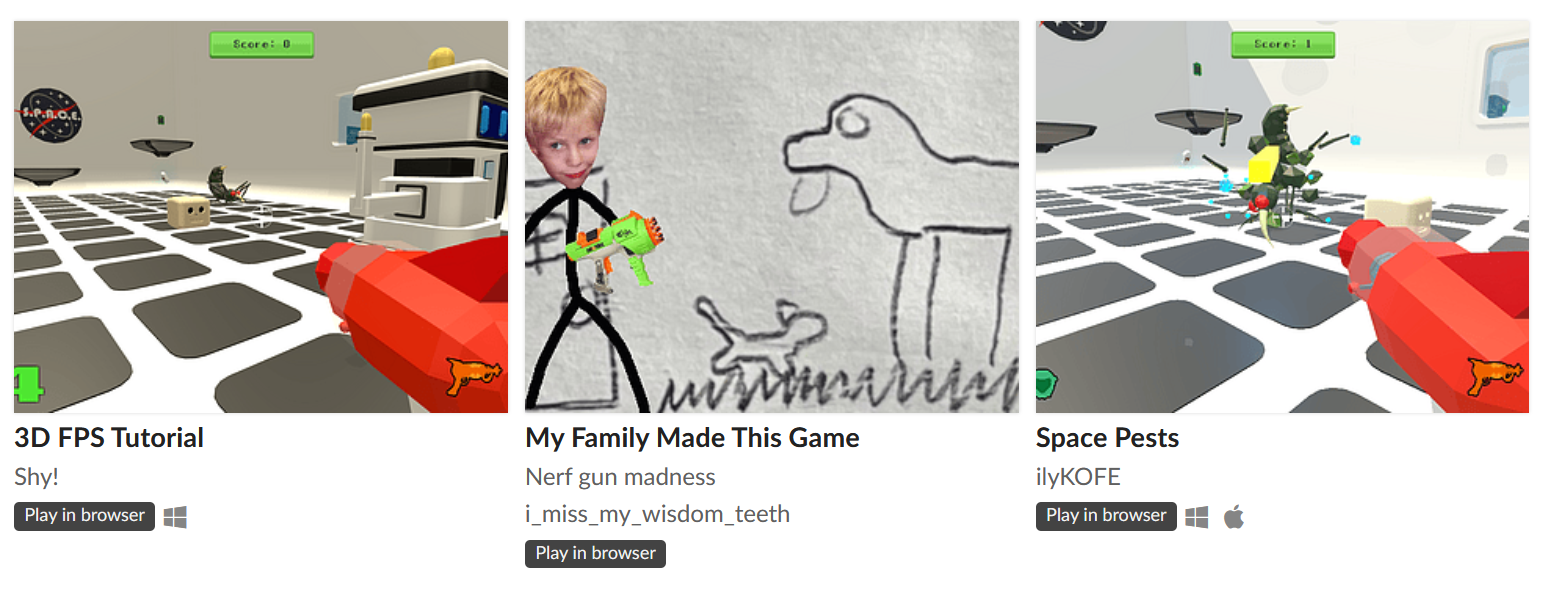 Score: 0
S.P.A.C.E.
4
3D FPS Tutorial
Shy!
Play in browser
My Family Made This Game
Nerf gun madness
i_miss_my_wisdom_teeth
Play in browser
Score: 1
Space Pests
ilyKOFE
Play in browser